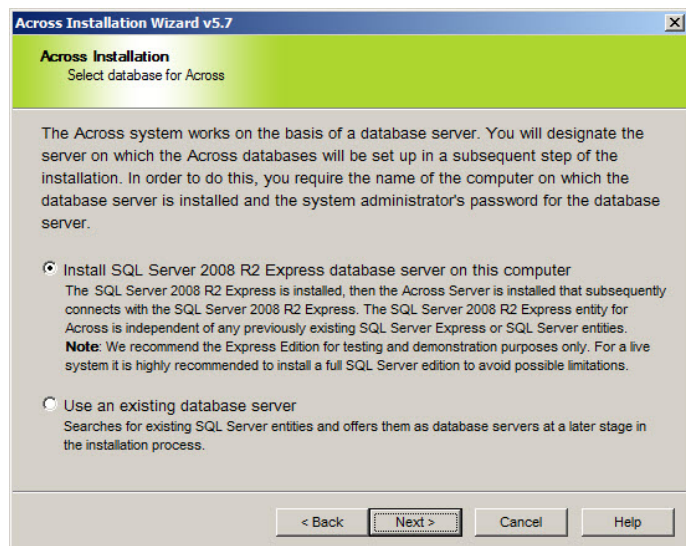 Across Installation Wizard v5.7
Across Installation
Select database for Across
The Across system works on the basis of a database server. You will designate the
server on which the Across databases will be set up in a subsequent step of the
installation. In order to do this, you require the name of the computer on which the
database server is installed and the system administrator's password for the database
server.
Install SQL Server 2008 R2 Express database server on this computer
The SQL Server 2008 R2 Express is installed, then the Across Server is installed that subsequently
connects with the SQL Server 2008 R2 Express. The SQL Server 2008 R2 Express entity for
Across is independent of any previously existing SQL Server Express or SQL Server entities.
Note: We recommend the Express Edition for testing and demonstration purposes only. For a live
system it is highly recommended to install a full SQL Server edition to avoid possible limitations.
Use an existing database server
Searches for existing SQL Server entities and offers them as database servers at a later stage in
the installation process.
< Back Next > Cancel Help